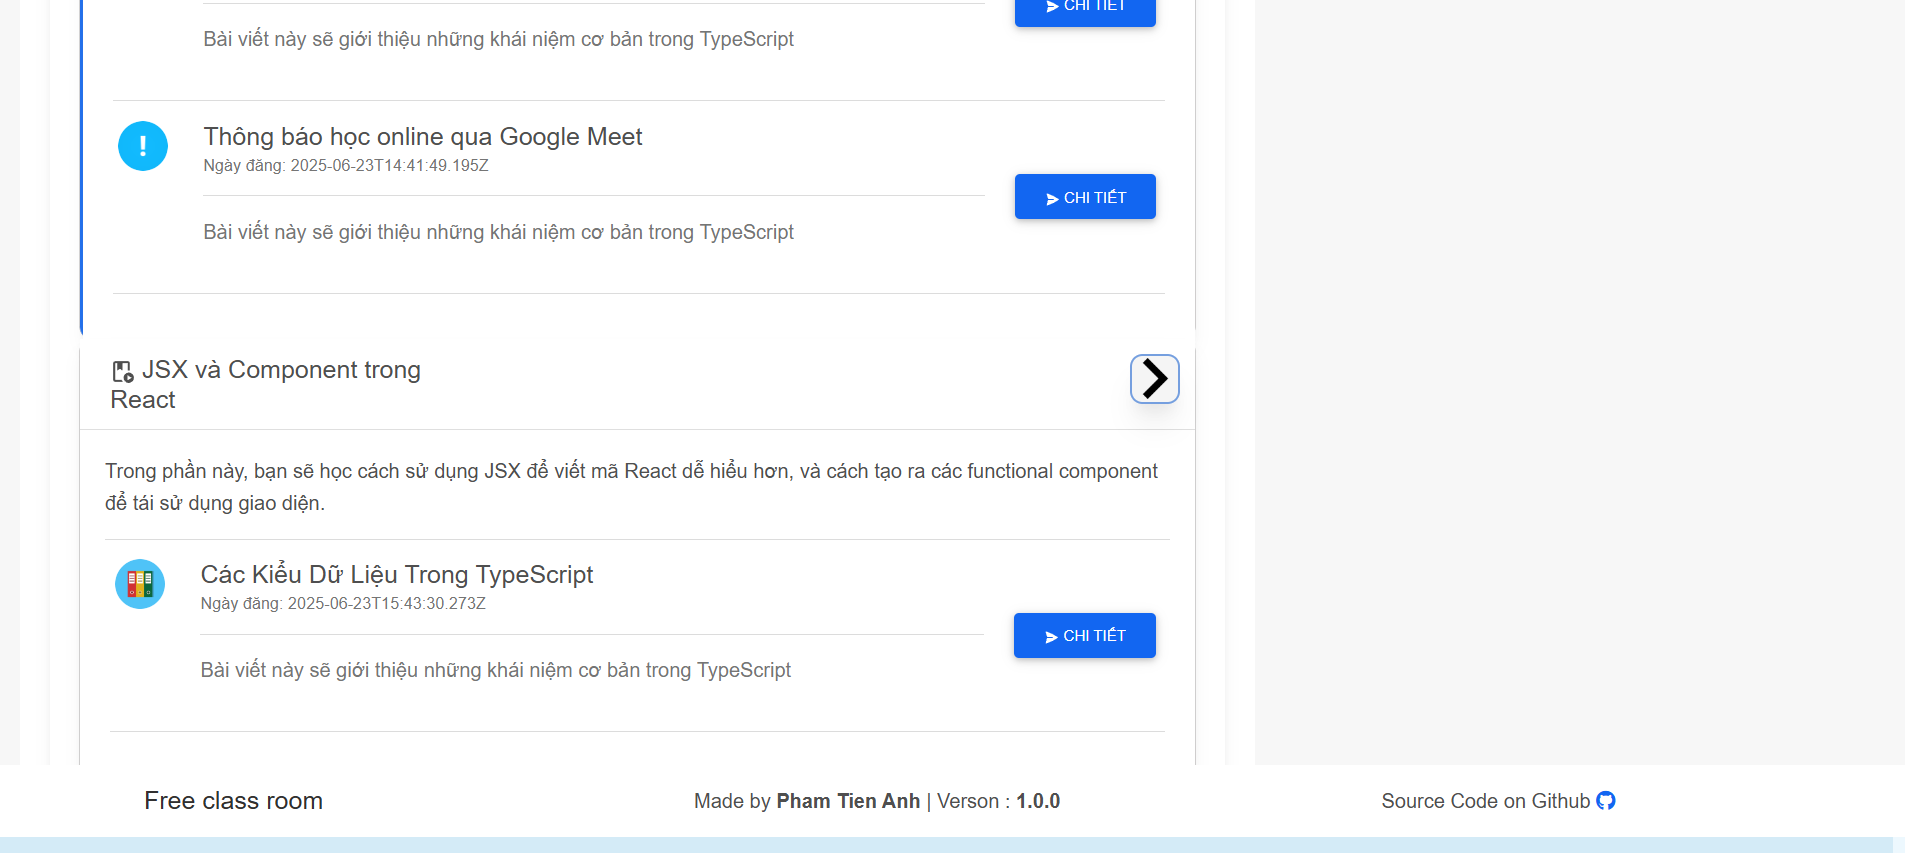 CHI TIẾT
Bài viết này sẽ giới thiệu những khái niệm cơ bản trong TypeScript
Thông báo học online qua Google Meet
Ngày đăng: 2025-06-23T14:41:49.195Z
CHI TIẾT
Bài viết này sẽ giới thiệu những khái niệm cơ bản trong TypeScript
JSX và Component trong
React
Trong phần này, bạn sẽ học cách sử dụng JSX để viết mã React dễ hiểu hơn, và cách tạo ra các functional component
để tái sử dụng giao diện.
Các Kiểu Dữ Liệu Trong TypeScript
Ngày đăng: 2025-06-23T15:43:30.273Z
CHI TIẾT
Bài viết này sẽ giới thiệu những khái niệm cơ bản trong TypeScript
Free class room
Made by Pham Tien Anh | Verson : 1.0.0
Source Code on Github